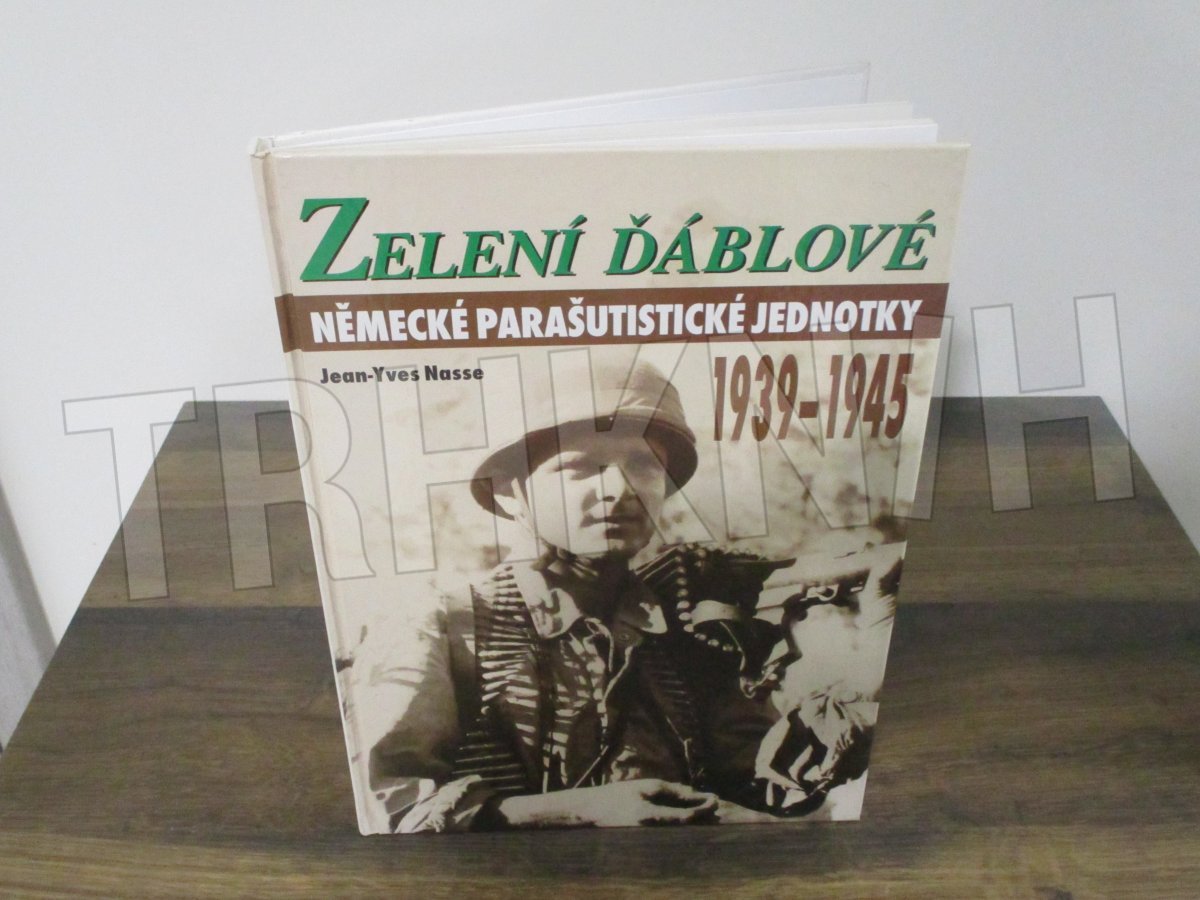 ZELENÍ ĎÁBLOVÉ
NĚMECKÉ PARAŠUTISTICKÉ JEDNOTKY
Jean-Yves Nasse
1939–1945
TRHKNIH